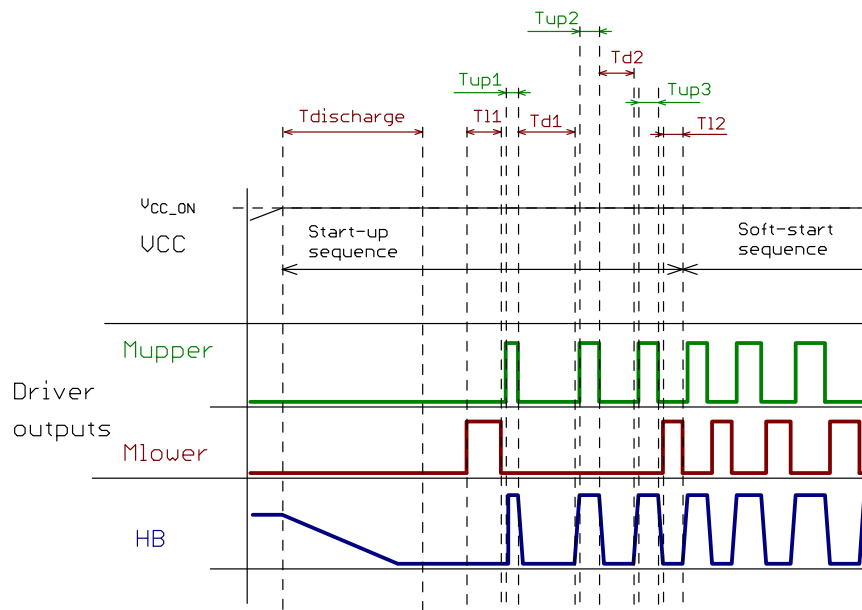 Tup2
Td2
Tup1
Tup3
Tdischarge
Tl1
Td1
Tl2
VCC_ON
VCC
Start-up
sequence
Soft-start
sequence
Mupper
Driver
outputs
Mlower
HB